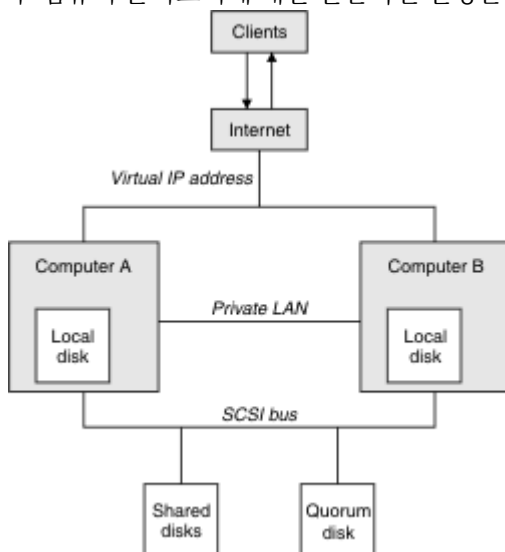 Clients
Internet
Virtual IP address
Computer A
Computer B
Local
disk
Private LAN
Local
disk
SCSI bus
Shared
disks
Quorum
disk